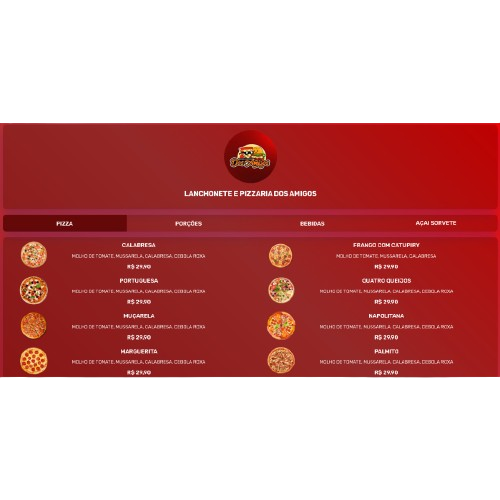 LANCHONETE E PIZZARIA DOS AMIGOS
PIZZA
PORÇÕES
BEBIDAS
AÇAI SORVETE
CALABRESA
MOLHO DE TOMATE, MUSSARELA, CALABRESA, CEBOLA ROXA
R$ 29,90
FRANGO COM CATUPIRY
MOLHO DE TOMATE, MUSSARELA, CALABRESA
R$ 29,90
PORTUGUESA
MOLHO DE TOMATE, MUSSARELA, CALABRESA, CEBOLA ROXA
R$ 29,90
QUATRO QUEIJOS
MOLHO DE TOMATE, MUSSARELA, CALABRESA, CEBOLA ROXA
R$ 29,90
MUÇARELA
MOLHO DE TOMATE, MUSSARELA, CALABRESA, CEBOLA ROXA
R$ 29,90
NAPOLITANA
MOLHO DE TOMATE, MUSSARELA, CALABRESA, CEBOLA ROXA
R$ 29,90
MARGUERITA
MOLHO DE TOMATE, MUSSARELA, CALABRESA, CEBOLA ROXA
R$ 29,90
PALMITO
MOLHO DE TOMATE, MUSSARELA, CALABRESA, CEBOLA ROXA
R$ 29,90